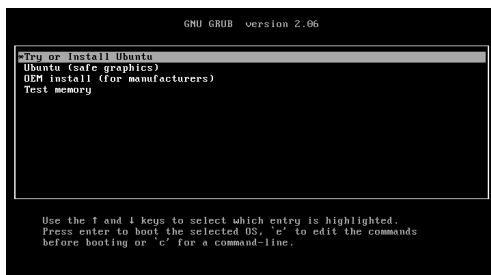 GNU GRUB  version 2.06
*Try or Install Ubuntu
Ubuntu (safe graphics)
OEM install (for manufacturers)
Test memory
Use the ↑ and ↓ keys to select which entry is highlighted.
Press enter to boot the selected OS, `e' to edit the commands
before booting or `c' for a command-line.